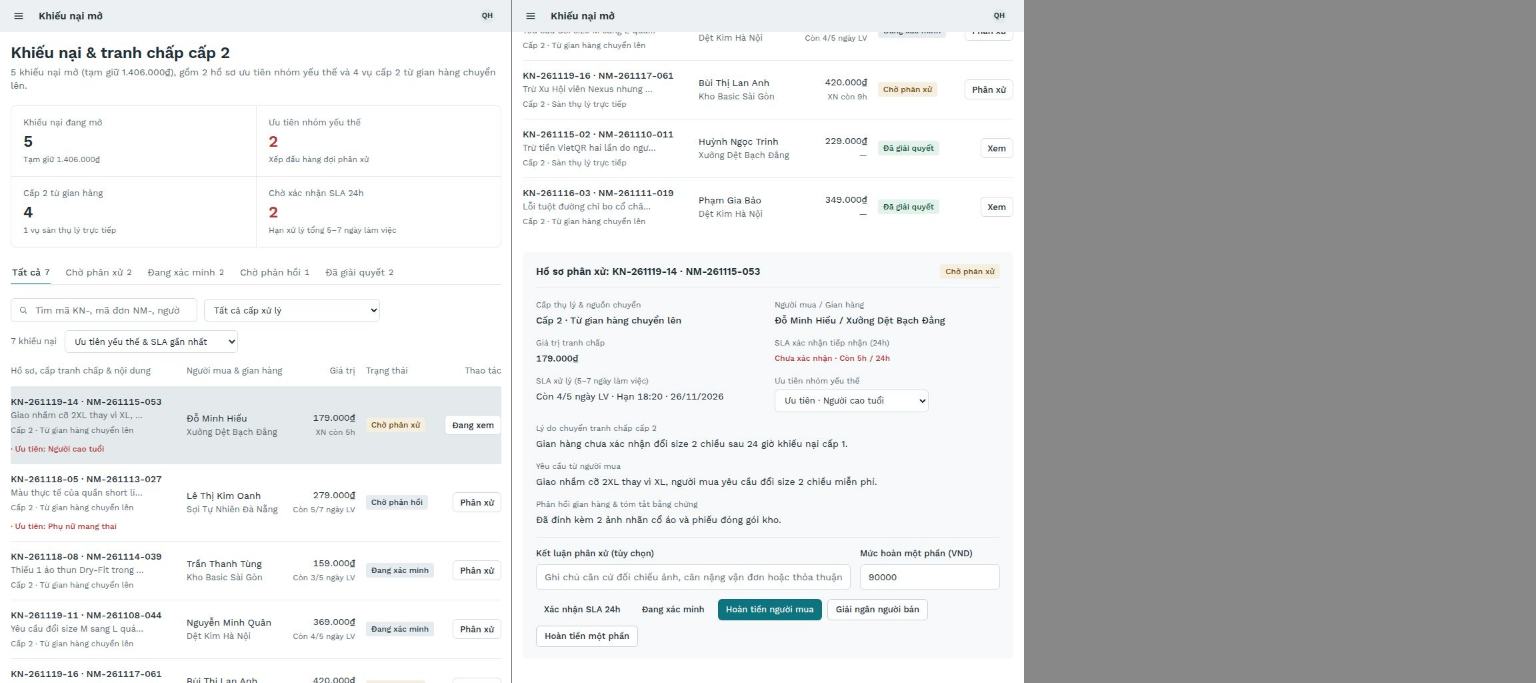 Khiếu nại mở
QH
Khiếu nại & tranh chấp cấp 2
5 khiếu nại mở (tạm giữ 1.406.000₫), gồm 2 hồ sơ ưu tiên nhóm yếu thế và 4 vụ cấp 2 từ gian hàng chuyển
lên.
Khiếu nại đang mở
5
Tạm giữ 1.406.000₫
Ưu tiên nhóm yếu thế
2
Xếp đầu hàng đợi phân xử
Cấp 2 từ gian hàng
4
1 vụ sàn thụ lý trực tiếp
Chờ xác nhận SLA 24h
2
Hạn xử lý tổng 5–7 ngày làm việc
Tất cả 7
Chờ phân xử 2
Đang xác minh 2
Chờ phản hồi 1
Đã giải quyết 2
Tìm mã KN-, mã đơn NM-, ngườ
Tất cả cấp xử lý
7 khiếu nại
Ưu tiên yếu thế & SLA gần nhất
Hồ sơ, cấp tranh chấp & nội dung
Người mua & gian hàng
Giá trị
Trạng thái
Thao tác
KN-261119-14 · NM-261115-053
Giao nhầm cỡ 2XL thay vì XL, ...
Cấp 2 · Từ gian hàng chuyển lên
· Ưu tiên: Người cao tuổi
Đỗ Minh Hiếu
Xưởng Dệt Bạch Đằng
179.000₫
XN còn 5h
Chờ phân xử
Đang xem
KN-261118-05 · NM-261113-027
Màu thực tế của quần short li...
Cấp 2 · Từ gian hàng chuyển lên
· Ưu tiên: Phụ nữ mang thai
Lê Thị Kim Oanh
Sợi Tự Nhiên Đà Nẵng
279.000₫
Còn 5/7 ngày LV
Chờ phản hồi
Phân xử
KN-261118-08 · NM-261114-039
Thiếu 1 áo thun Dry-Fit trong ...
Cấp 2 · Từ gian hàng chuyển lên
Trần Thanh Tùng
Kho Basic Sài Gòn
159.000₫
Còn 3/5 ngày LV
Đang xác minh
Phân xử
KN-261119-11 · NM-261108-044
Yêu cầu đổi size M sang L quá...
Cấp 2 · Từ gian hàng chuyển lên
Nguyễn Minh Quân
Dệt Kim Hà Nội
369.000₫
Còn 4/5 ngày LV
Đang xác minh
Phân xử
KN-261119-16 · NM-261117-061
Bùi Thị Lan Anh
420.000₫
Khiếu nại mở
QH
Cấp 2 · Từ gian hàng chuyển lên
Dệt Kim Hà Nội
Còn 4/5 ngày LV
Đang xác minh
Phân xử
KN-261119-16 · NM-261117-061
Trừ Xu Hội viên Nexus nhưng ...
Cấp 2 · Sàn thụ lý trực tiếp
Bùi Thị Lan Anh
Kho Basic Sài Gòn
420.000₫
XN còn 9h
Chờ phân xử
Phân xử
KN-261115-02 · NM-261110-011
Trừ tiền VietQR hai lần do ngư...
Cấp 2 · Sàn thụ lý trực tiếp
Huỳnh Ngọc Trinh
Xưởng Dệt Bạch Đằng
229.000₫
—
Đã giải quyết
Xem
KN-261116-03 · NM-261111-019
Lỗi tuột đường chỉ bo cổ chấ...
Cấp 2 · Từ gian hàng chuyển lên
Phạm Gia Bảo
Dệt Kim Hà Nội
349.000₫
—
Đã giải quyết
Xem
Hồ sơ phân xử: KN-261119-14 · NM-261115-053
Chờ phân xử
Cấp thụ lý & nguồn chuyển
Cấp 2 · Từ gian hàng chuyển lên
Người mua / Gian hàng
Đỗ Minh Hiếu / Xưởng Dệt Bạch Đằng
Giá trị tranh chấp
179.000₫
SLA xác nhận tiếp nhận (24h)
Chưa xác nhận · Còn 5h / 24h
SLA xử lý (5–7 ngày làm việc)
Còn 4/5 ngày LV · Hạn 18:20 · 26/11/2026
Ưu tiên nhóm yếu thế
Ưu tiên · Người cao tuổi
Lý do chuyển tranh chấp cấp 2
Gian hàng chưa xác nhận đổi size 2 chiều sau 24 giờ khiếu nại cấp 1.
Yêu cầu từ người mua
Giao nhầm cỡ 2XL thay vì XL, người mua yêu cầu đổi size 2 chiều miễn phí.
Phản hồi gian hàng & tóm tắt bằng chứng
Đã đính kèm 2 ảnh nhãn cổ áo và phiếu đóng gói kho.
Kết luận phân xử (tùy chọn)
Ghi chú căn cứ đối chiếu ảnh, cân nặng vận đơn hoặc thỏa thuận
Mức hoàn một phần (VND)
90000
Xác nhận SLA 24h
Đang xác minh
Hoàn tiền người mua
Giải ngân người bán
Hoàn tiền một phần